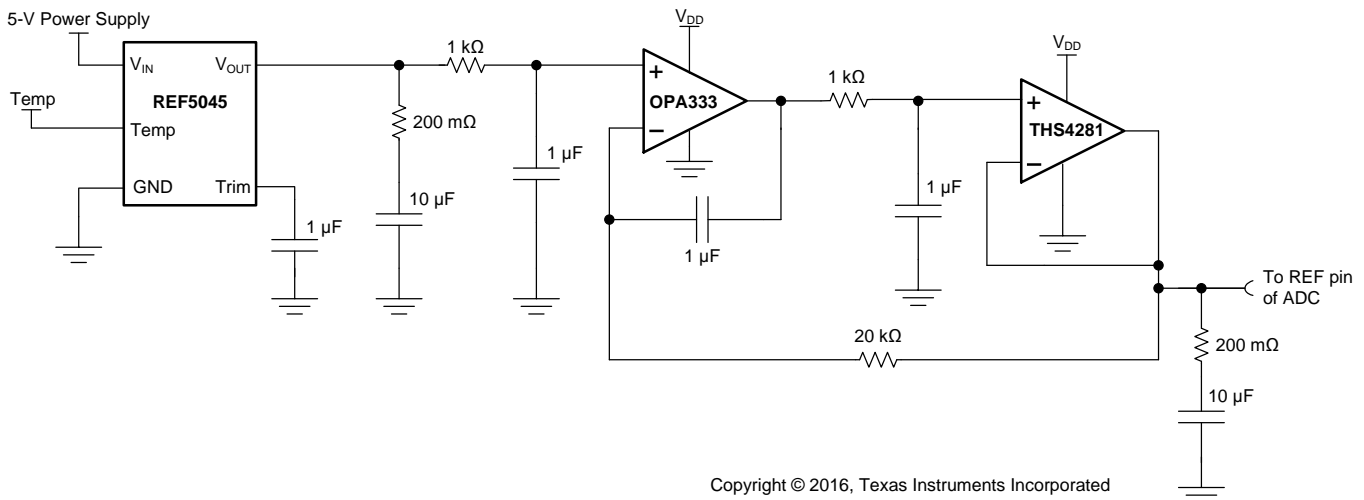 5-V Power Supply
VIN
VOUT
REF5045
Temp
Temp
GND
Trim
1 µF
1 kΩ
200 mΩ
10 µF
1 µF
VDD
+
OPA333
−
1 µF
1 kΩ
1 µF
VDD
+
THS4281
−
20 kΩ
To REF pin
of ADC
200 mΩ
10 µF
Copyright © 2016, Texas Instruments Incorporated